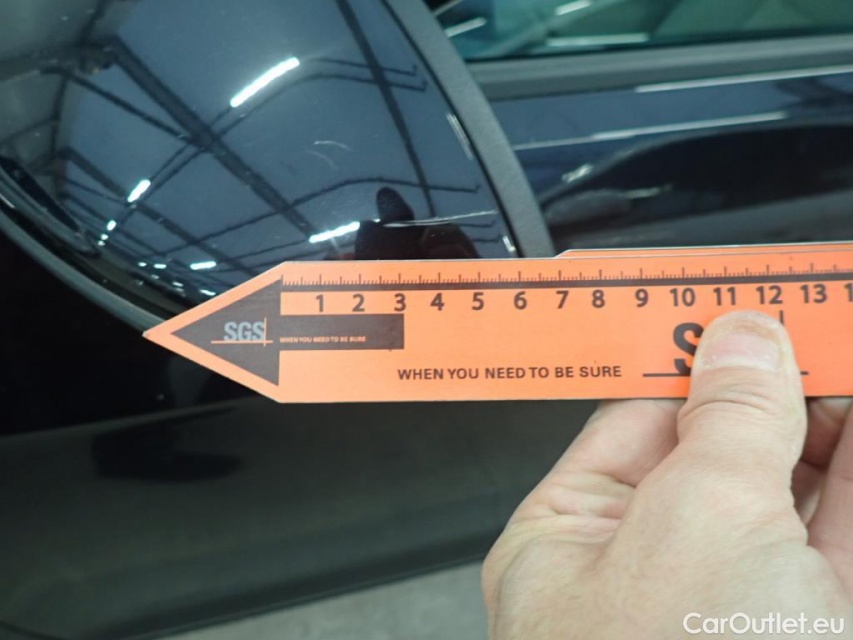 1 2 3 4 5 6 7 8 9 10 11 12 13
SGS WHEN YOU NEED TO BE SURE
WHEN YOU NEED TO BE SURE
CarOutlet.eu